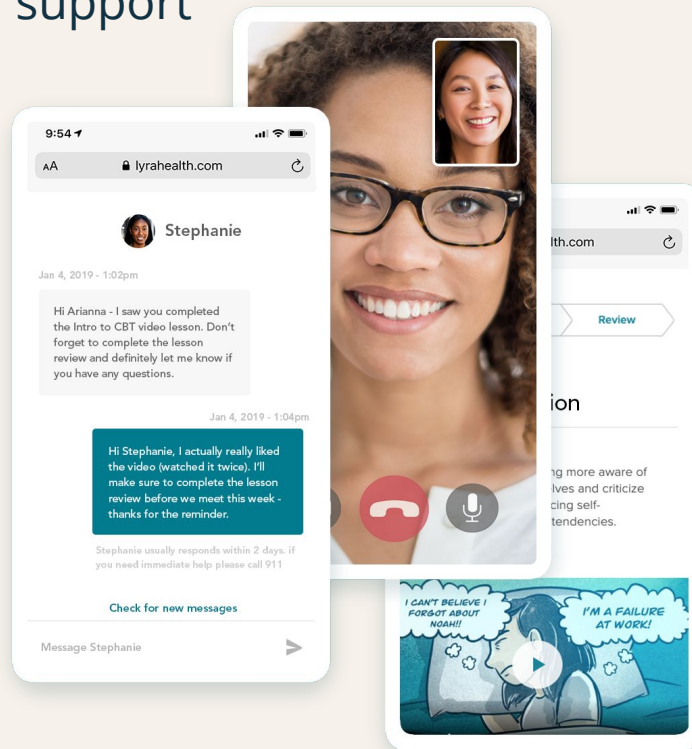 support
9:54
AA
lyrahealth.com
Stephanie
Jan 4, 2019 - 1:02pm
Hi Arianna - I saw you completed
the Intro to CBT video lesson. Don't
forget to complete the lesson
review and definitely let me know if
you have any questions.
Jan 4, 2019 - 1:04pm
Hi Stephanie, I actually really liked
the video (watched it twice). I'll
make sure to complete the lesson
review before we meet this week -
thanks for the reminder.
Stephanie usually responds within 2 days. if
you need immediate help please call 911
Check for new messages
Message Stephanie
lth.com
Review
ion
ng more aware of
lves and criticize
cing self-
tendencies.
I CAN'T BELIEVE I
FORGOT ABOUT
NOAH!!
I'M A FAILURE
AT WORK!